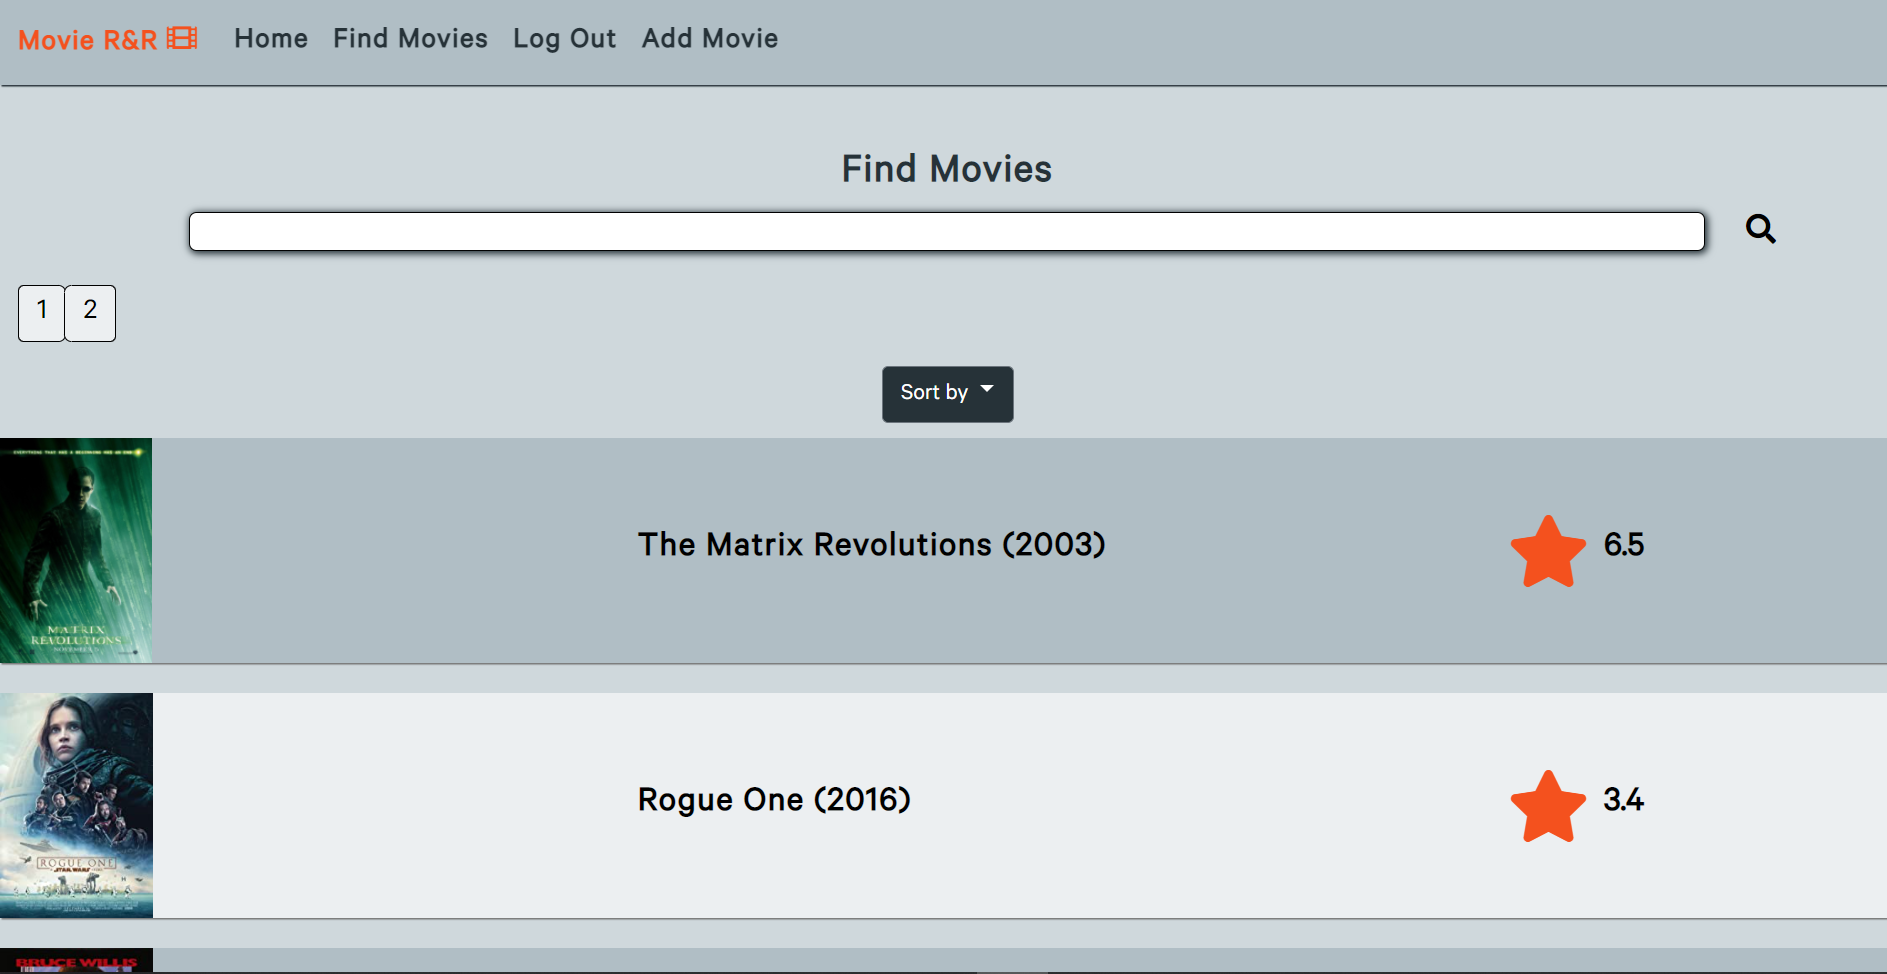 Movie R&R
Home
Find Movies
Log Out
Add Movie
Find Movies
1
2
Sort by
The Matrix Revolutions (2003)
6.5
MATRIX
REVOLUTIONS
NOVEMBER
Rogue One (2016)
3.4
ROGUE ONE
STAR WARS
BRUCE WILLIS